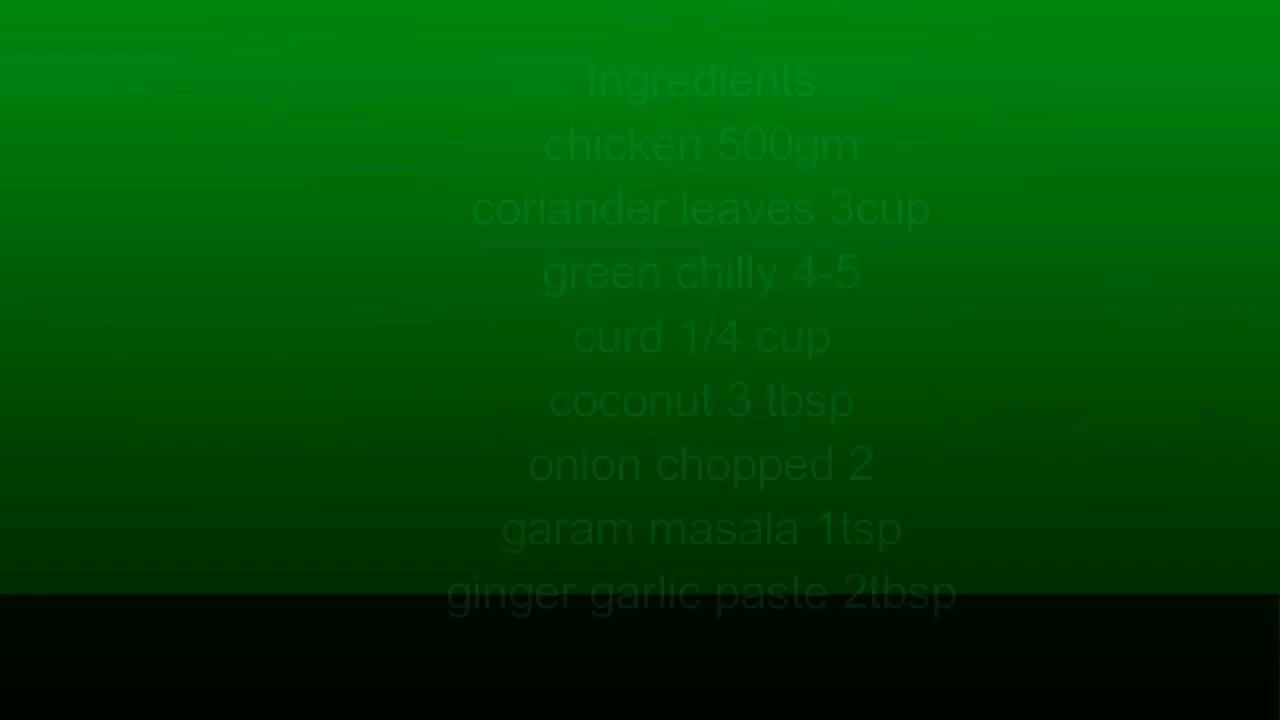 Ingredients
chicken 500gm
coriander leaves 3cup
green chilly 4-5
curd 1/4 cup
coconut 3 tbsp
onion chopped 2
garam masala 1tsp
ginger garlic paste 2tbsp